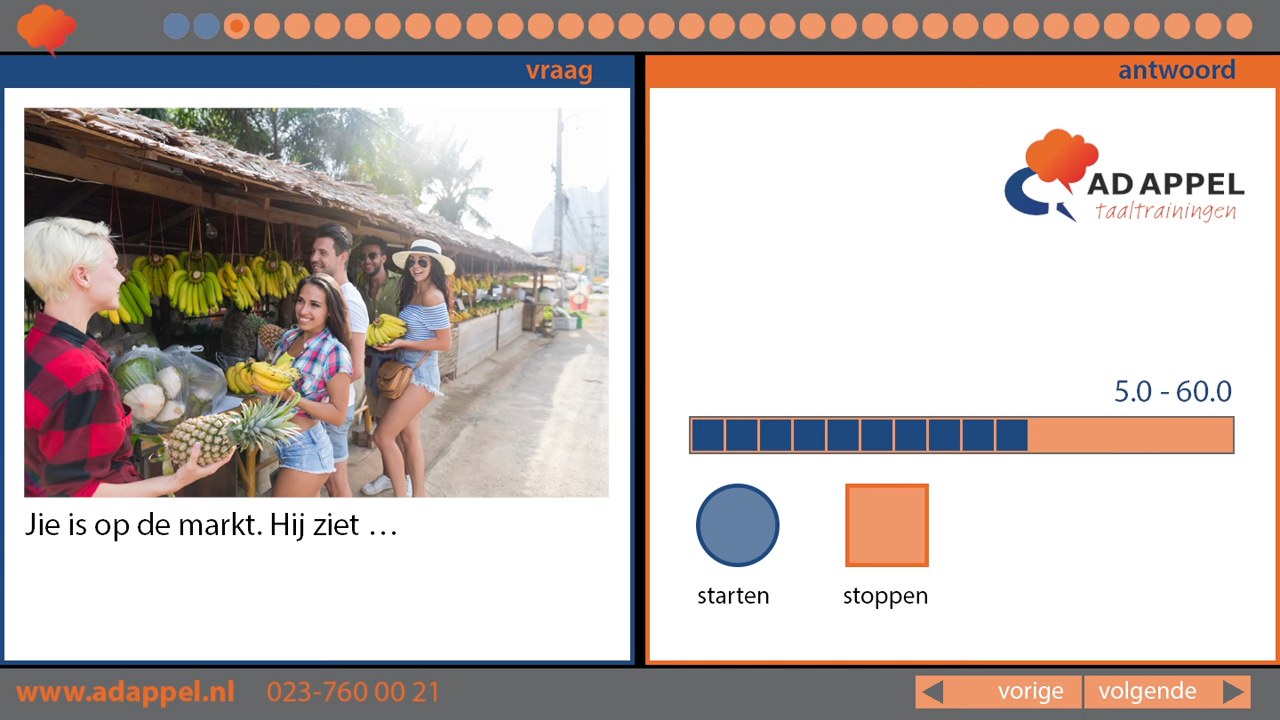 vraag
antwoord
AD APPEL
taaltrainingen
5.0 - 60.0
Jie is op de markt. Hij ziet …
starten
stoppen
www.adappel.nl
023-760 00 21
vorige
volgende